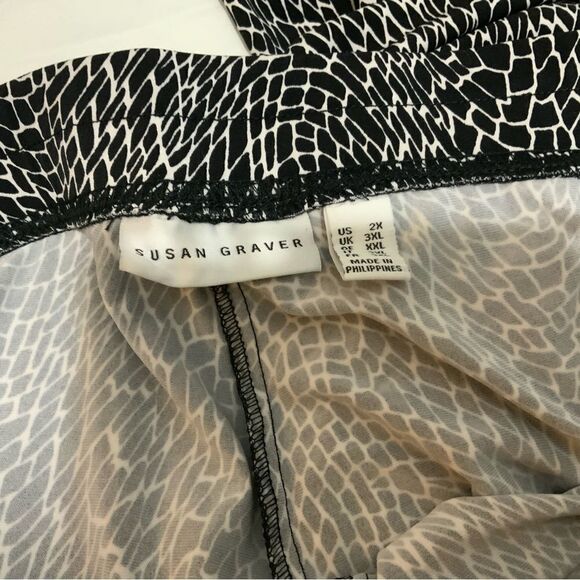 SUSAN GRAVER
US 2X
UK 3XL
XXL
MADE IN
PHILIPPINES